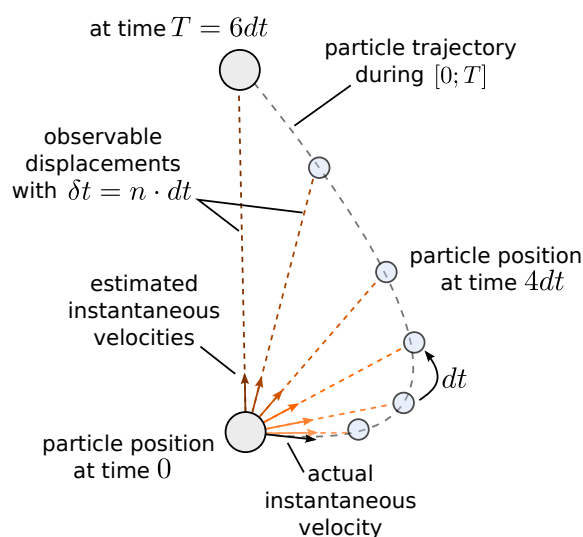 at time T = 6dt
particle trajectory
during [0; T]
observable
displacements
with δt = n · dt
particle position
at time 4dt
estimated
instantaneous
velocities
dt
particle position
at time 0
actual
instantaneous
velocity